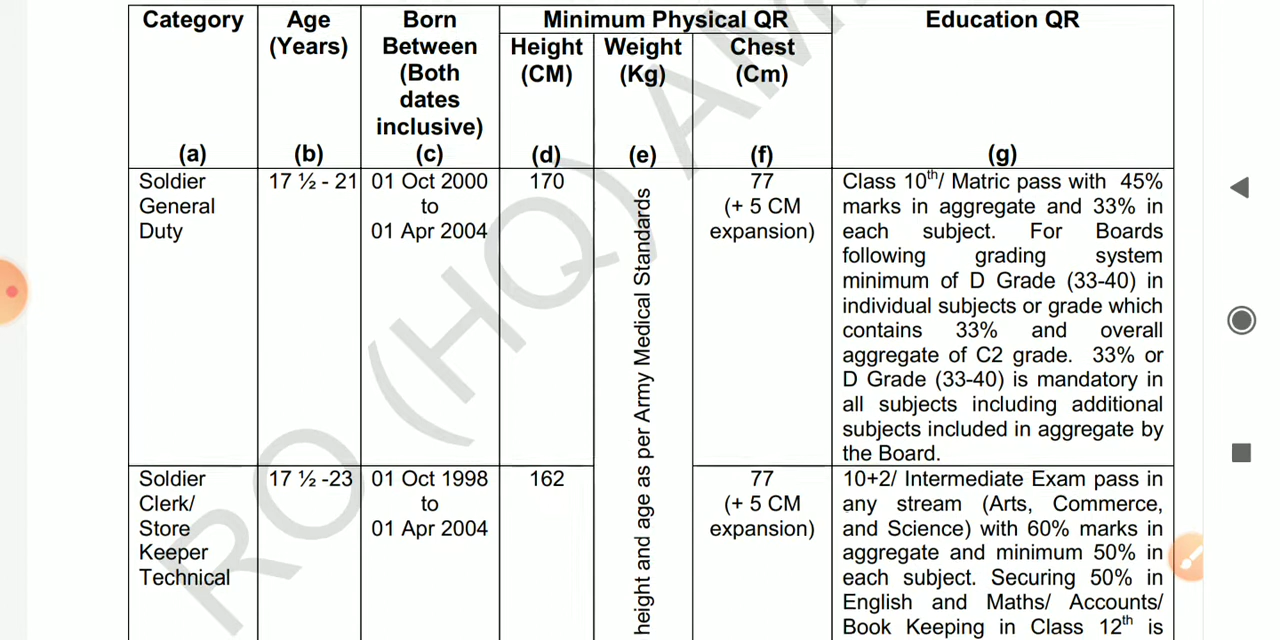 Category
Age
(Years)
Born
Between
(Both
dates
inclusive)
Minimum Physical QR
Education QR
Height
(CM)
Weight
(Kg)
Chest
(Cm)
(a)
(b)
(c)
(d)
(e)
(f)
(g)
Soldier
General
Duty
17 ½ - 21
01 Oct 2000
to
01 Apr 2004
170
height and age as per Army Medical Standards
77
(+ 5 CM
expansion)
Class 10th/ Matric pass with 45%
marks in aggregate and 33% in
each subject. For Boards
following grading system
minimum of D Grade (33-40) in
individual subjects or grade which
contains 33% and overall
aggregate of C2 grade. 33% or
D Grade (33-40) is mandatory in
all subjects including additional
subjects included in aggregate by
the Board.
Soldier
Clerk/
Store
Keeper
Technical
17 ½ -23
01 Oct 1998
to
01 Apr 2004
162
77
(+ 5 CM
expansion)
10+2/ Intermediate Exam pass in
any stream (Arts, Commerce,
and Science) with 60% marks in
aggregate and minimum 50% in
each subject. Securing 50% in
English and Maths/ Accounts/
Book Keeping in Class 12th is
RO (HQ)